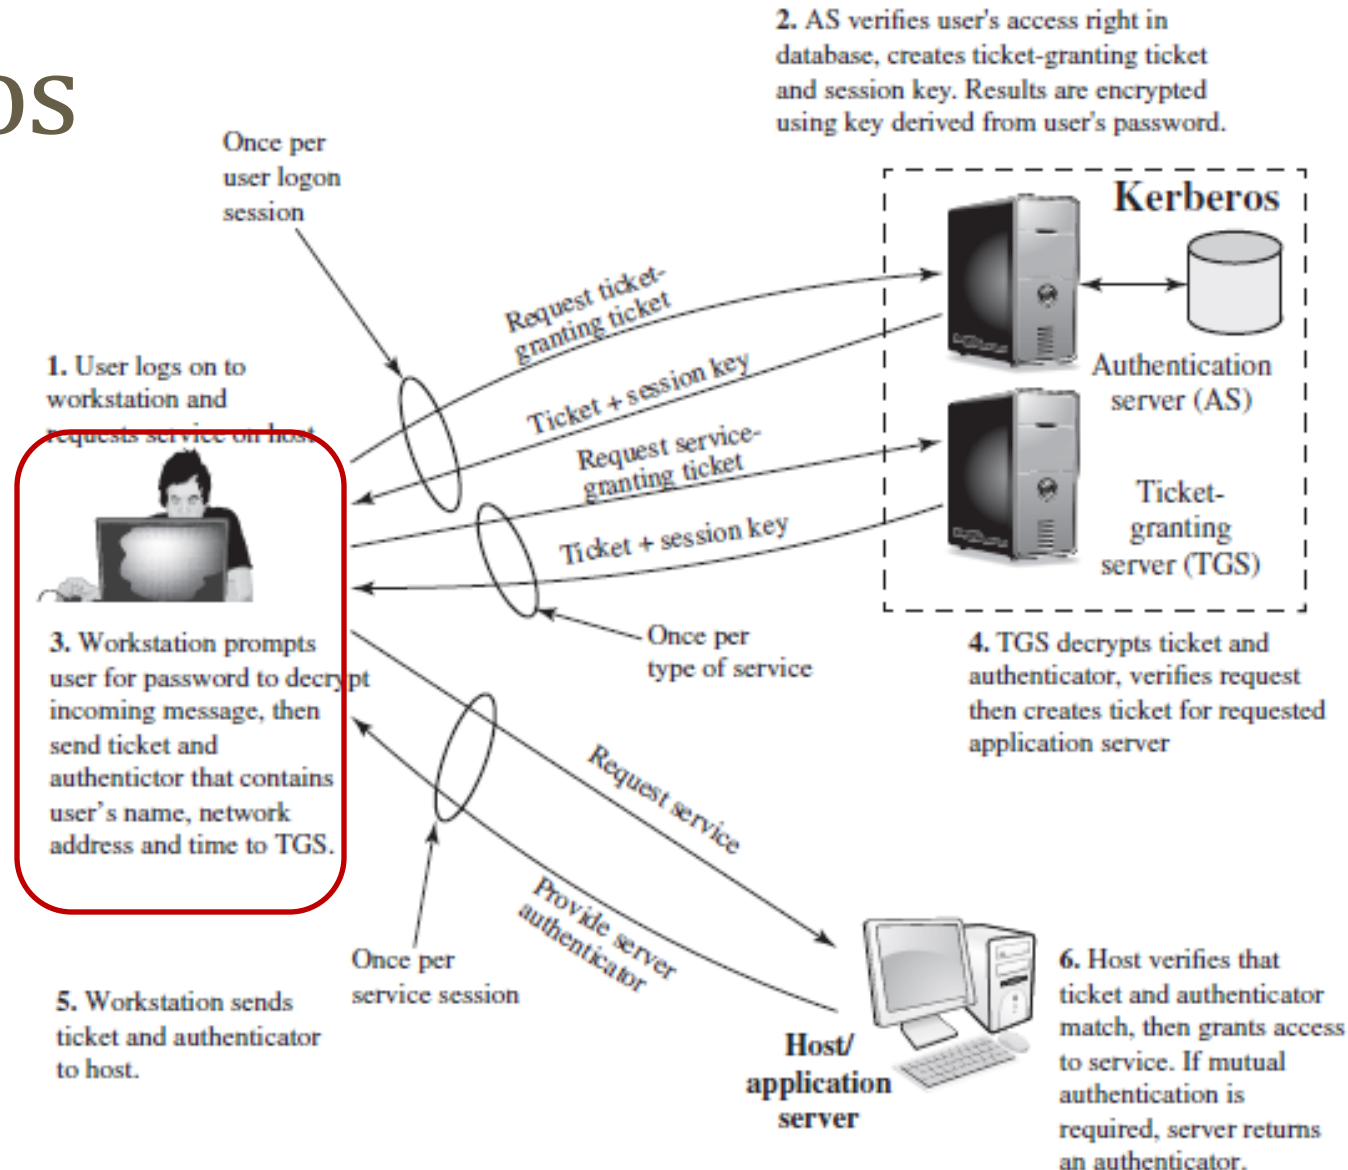 os
2. AS verifies user's access right in
database, creates ticket-granting ticket
and session key. Results are encrypted
using key derived from user's password.
Once per
user logon
session
Kerberos
Request ticket-
granting ticket
1. User logs on to
workstation and
requests service on host
Ticket + session key
Authentication
server (AS)
Request service-
granting ticket
Ticket + session key
Ticket-
granting
server (TGS)
3. Workstation prompts
user for password to decrypt
incoming message, then
send ticket and
authentictor that contains
user's name, network
address and time to TGS.
Once per
type of service
4. TGS decrypts ticket and
authenticator, verifies request
then creates ticket for requested
application server
Request service
Provide server
authenticator
Once per
service session
5. Workstation sends
ticket and authenticator
to host.
Host/
application
server
6. Host verifies that
ticket and authenticator
match, then grants access
to service. If mutual
authentication is
required, server returns
an authenticator.